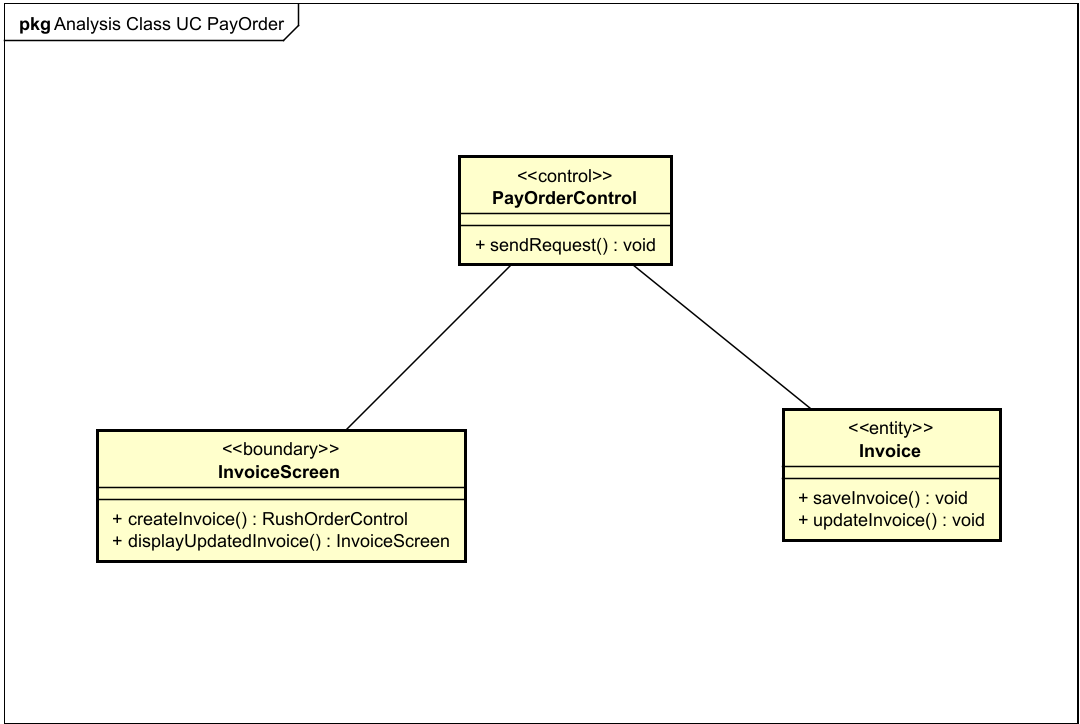 pkg Analysis Class UC PayOrder
<<control>>
PayOrderControl
+ sendRequest() : void
<<boundary>>
InvoiceScreen
+ createInvoice() : RushOrderControl
+ displayUpdatedInvoice() : InvoiceScreen
<<entity>>
Invoice
+ saveInvoice() : void
+ updateInvoice() : void